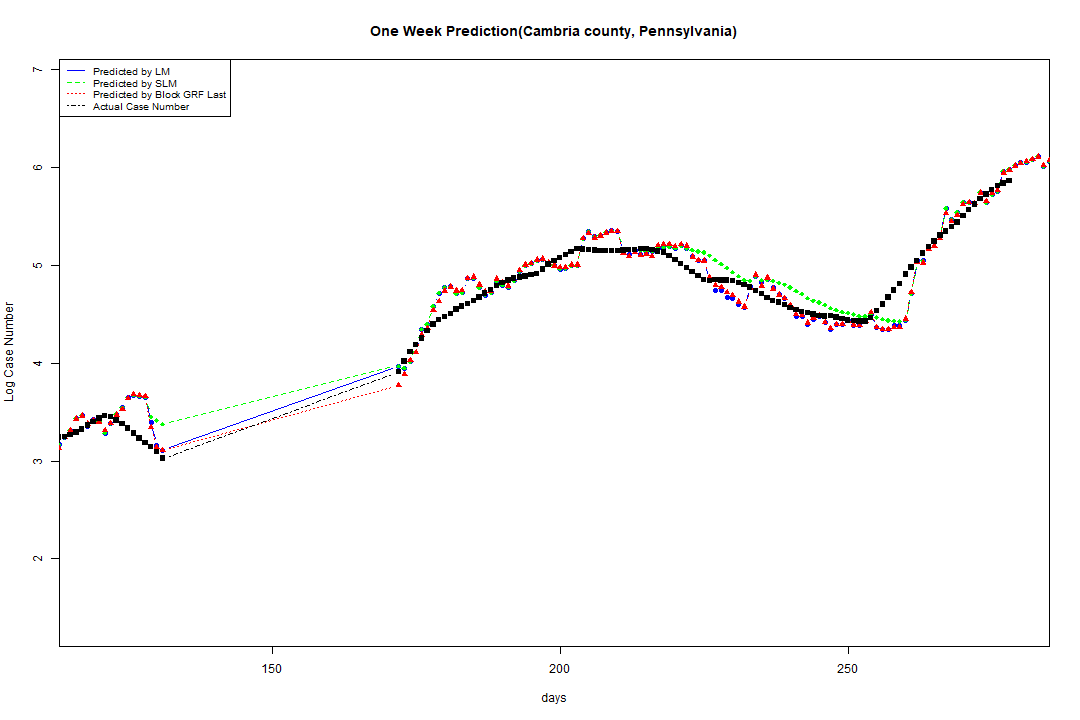 One Week Prediction(Cambria county, Pennsylvania)
Predicted by LM
Predicted by SLM
Predicted by Block GRF Last
Actual Case Number
7
6
5
4
3
2
Log Case Number
150
200
250
days